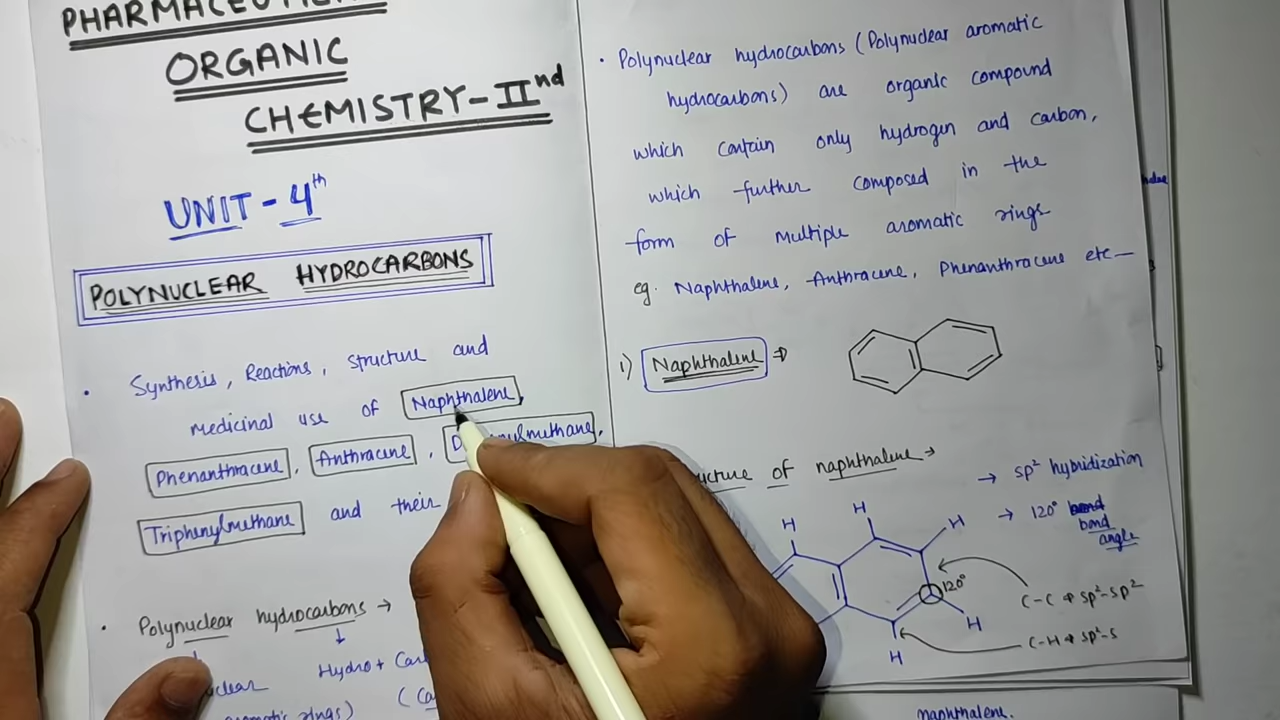 PHARMACEUTICAL
ORGANIC
CHEMISTRY-IInd
UNIT-4th
POLYNUCLEAR HYDROCARBONS
• Synthesis, Reactions, structure and
medicinal use of Naphthalene,
Phenanthracene, Anthracene,
Triphenylmethane and their
• Polynuclear hydrocarbons →
Hydro +
aromatic rings)
• Polynuclear hydrocarbons (Polynuclear aromatic
hydrocarbons) are organic compound
which contain only hydrogen and carbon,
which further composed in the
form of multiple aromatic rings
eg. Naphthalene, Anthracene, Phenanthracene etc—
1) Naphthalene ⇒
of naphthalene →
→ sp² hybridization
→ 120° bond
angle
H
H
H
120°
C-C → sp²-sp²
H
C-H → sp²-s
H
naphthalene.